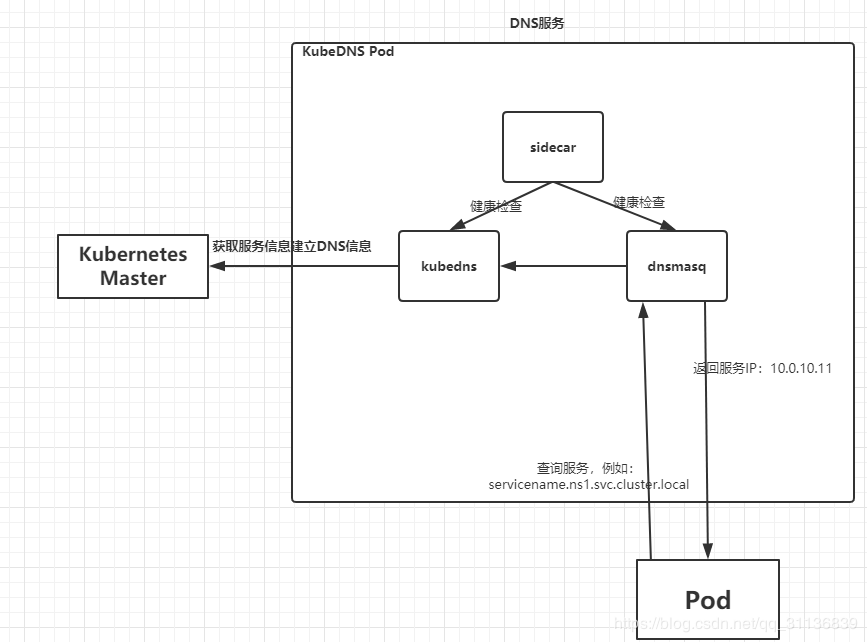 DNS服务
KubeDNS Pod
sidecar
健康检查
健康检查
获取服务信息建立DNS信息
Kubernetes
Master
kubedns
dnsmasq
返回服务IP：10.0.10.11
查询服务，例如：
servicename.ns1.svc.cluster.local
Pod
https://blog.csdn.net/qq_31136839